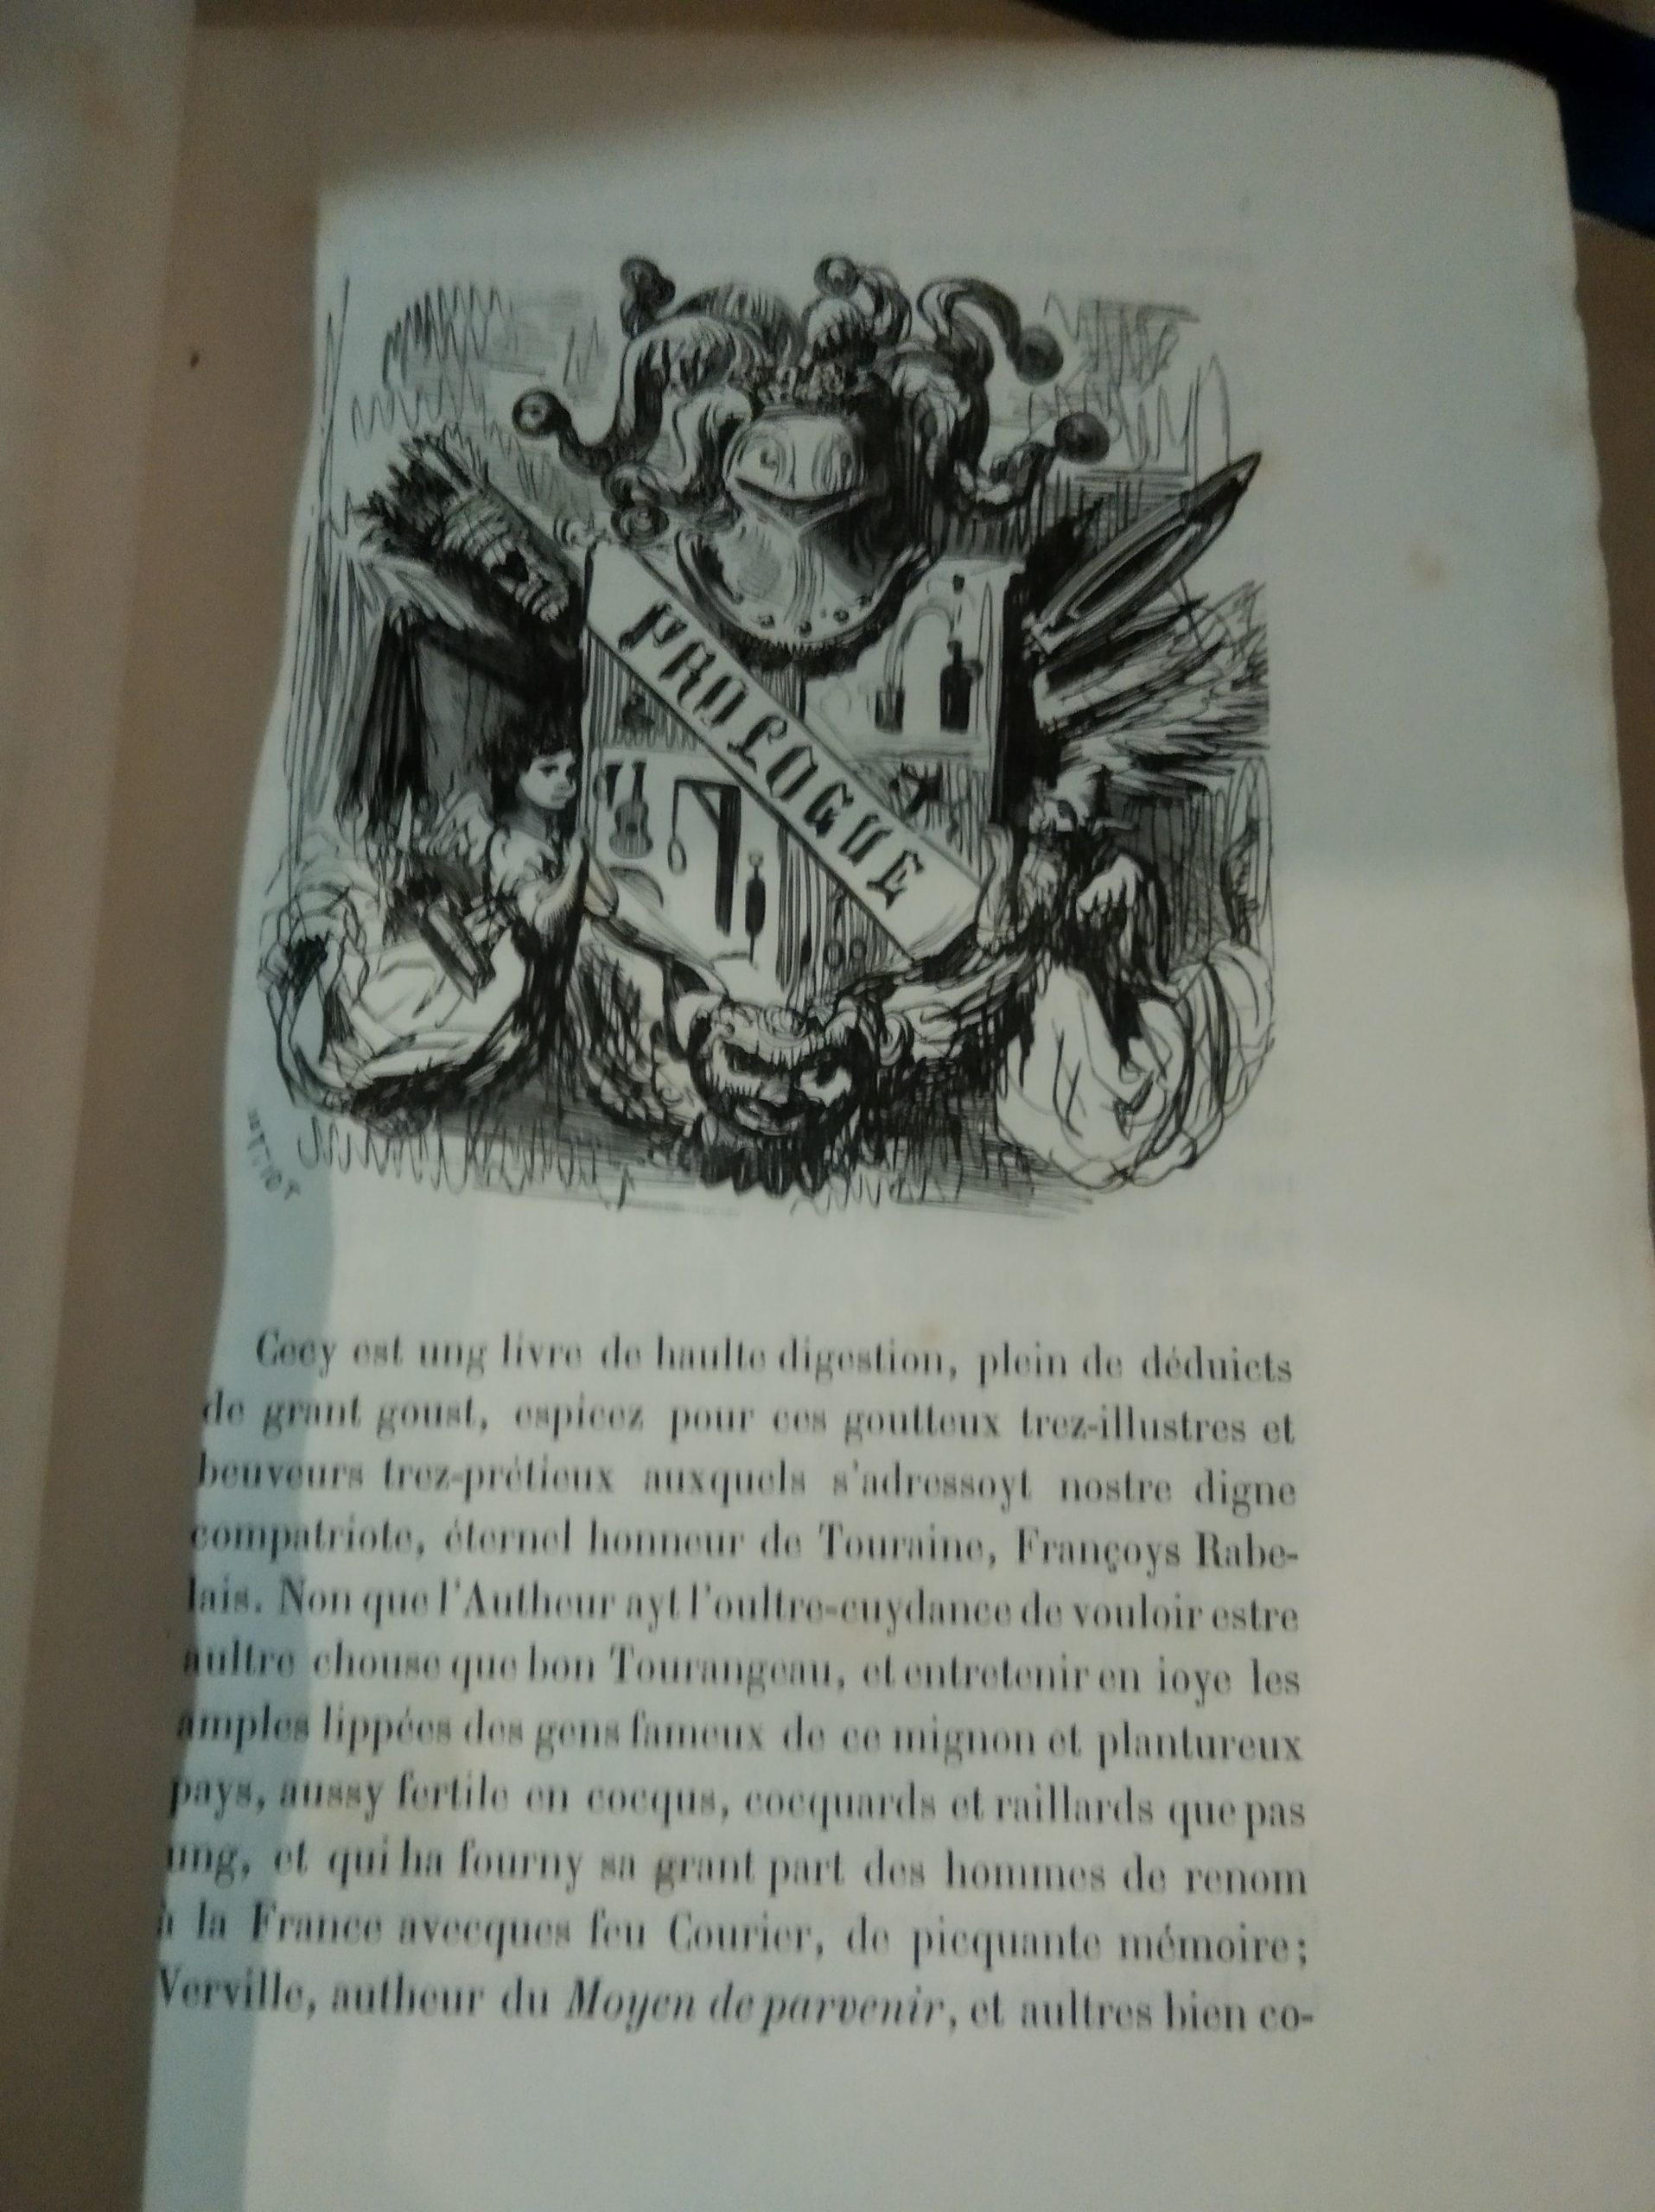 PROLOGUE
Cecy est ung livre de haulte digestion, plein de déduicts
de grant goust, espicez pour ces goutteux trez-illustres et
beuveurs trez-prétieux auxquels s'adressoyt nostre digne
compatriote, éternel honneur de Touraine, Françoys Rabe-
lais. Non que l'Autheur ayt l'oultre-cuydance de vouloir estre
aultre chouse que bon Tourangeau, et entretenir en ioye les
amples lippées des gens fameux de ce mignon et plantureux
pays, aussy fertile en cocqus, cocquards et raillards que pas
ung, et qui ha fourny sa grant part des hommes de renom
à la France avecques feu Courier, de picquante mémoire;
Verville, autheur du Moyen de parvenir, et aultres bien co-